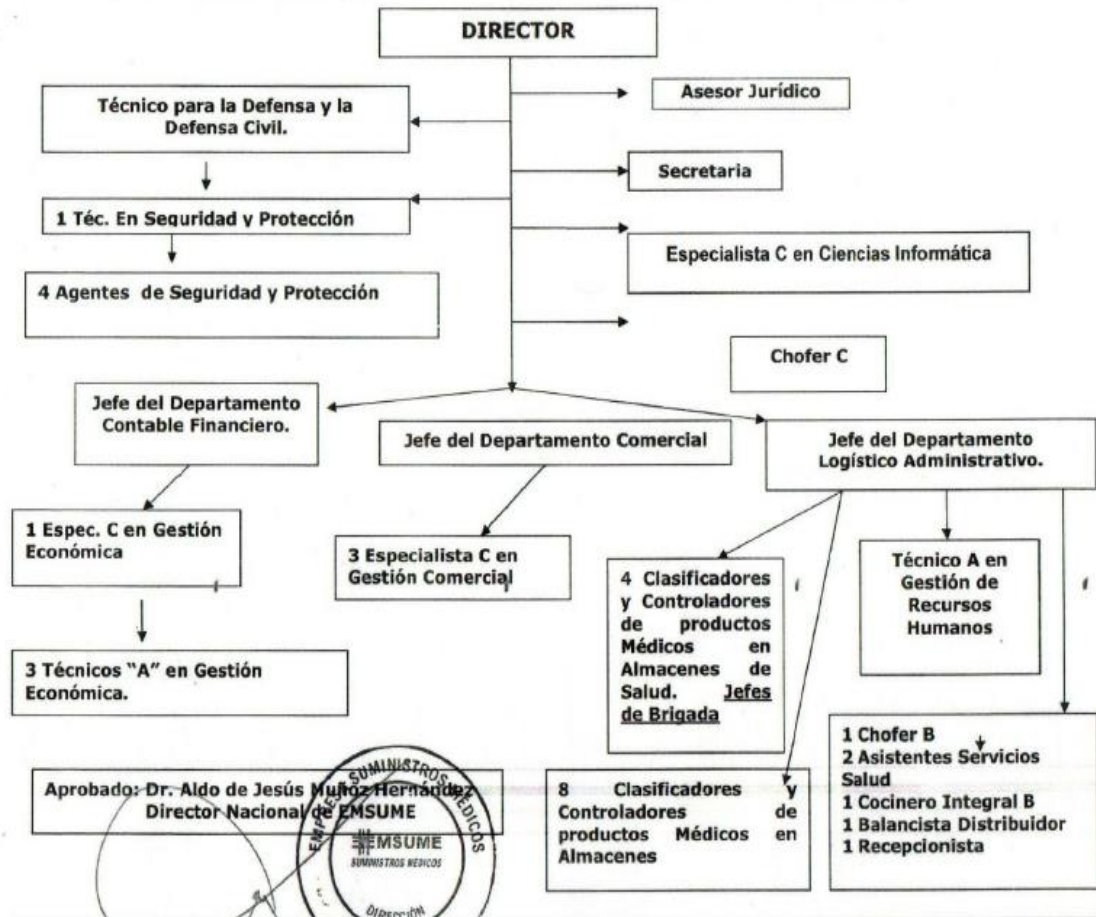 DIRECTOR
Asesor Jurídico
Técnico para la Defensa y la
Defensa Civil.
Secretaria
1 Téc. En Seguridad y Protección
Especialista C en Ciencias Informática
4 Agentes de Seguridad y Protección
Chofer C
Jefe del Departamento
Contable Financiero.
Jefe del Departamento Comercial
Jefe del Departamento
Logístico Administrativo.
1 Espec. C en Gestión
Económica
3 Especialista C en
Gestión Comercial
4 Clasificadores
y Controladores
de productos
Médicos en
Almacenes de
Salud. Jefes
de Brigada
Técnico A en
Gestión de
Recursos
Humanos
3 Técnicos "A" en Gestión
Económica.
1 Chofer B
2 Asistentes Servicios
Salud
1 Cocinero Integral B
1 Balancista Distribuidor
1 Recepcionista
8 Clasificadores y
Controladores de
productos Médicos en
Almacenes
Aprobado: Dr. Aldo de Jesús Muñoz Hernández
Director Nacional de EMSUME
EMPRESA SUMINISTROS MÉDICOS
EMSUME
SUMINISTROS MÉDICOS
DIRECCIÓN